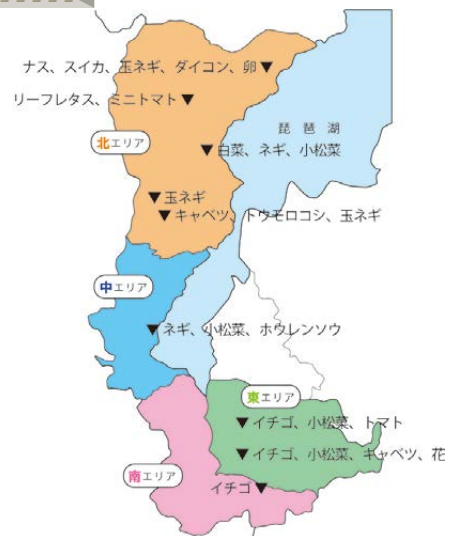 ナス、スイカ、玉ネギ、ダイコン、卵▼
リーフレタス、ミニトマト▼
琵琶湖
北エリア
▼白菜、ネギ、小松菜
▼玉ネギ
▼キャベツ、トウモロコシ、玉ネギ
中エリア
▼ネギ、小松菜、ホウレンソウ
東エリア
▼イチゴ、小松菜、トマト
▼イチゴ、小松菜、キャベツ、花
南エリア
イチゴ▼